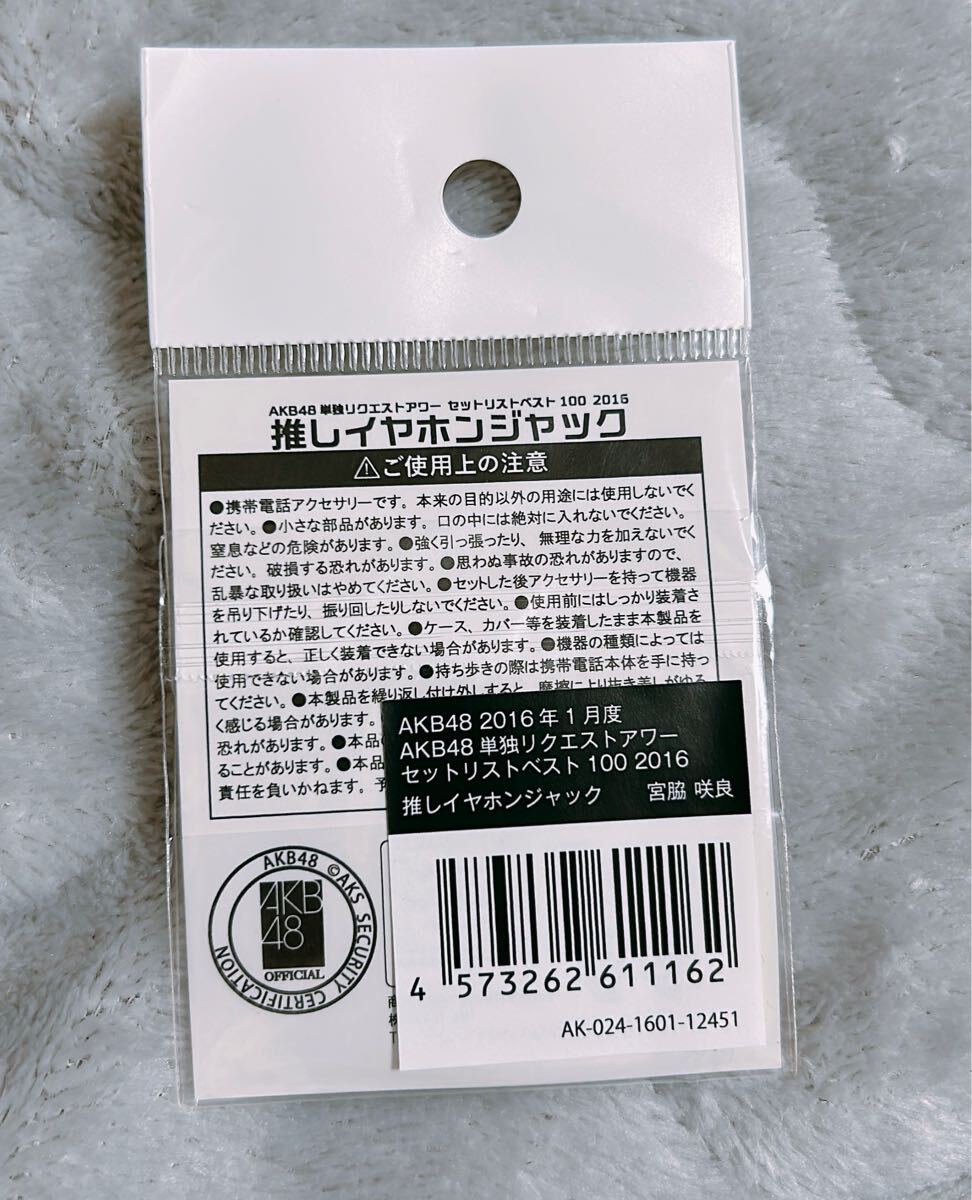 AKB48 単独リクエストアワー セットリストベスト 100 2016
推しイヤホンジャック
⚠ご使用上の注意
●携帯電話アクセサリーです。本来の目的以外の用途には使用しないでく
ださい。●小さな部品があります。口の中には絶対に入れないでください。
窒息などの危険があります。●強く引っ張ったり、無理な力を加えないでく
ださい。破損する恐れがあります。●思わぬ事故の恐れがありますので、
乱暴な取り扱いはやめてください。●セットした後アクセサリーを持って機器
を吊り下げたり、振り回したりしないでください。●使用前にはしっかり装着さ
れているか確認してください。●ケース、カバー等を装着したまま本製品を
使用すると、正しく装着できない場合があります。●機器の種類によっては
使用できない場合があります。●持ち歩きの際は携帯電話本体を手に持っ
てください。●本製品を繰り返し付け外しすると、摩擦により抜き差しがゆる
く感じる場合があります。
恐れがあります。●本品の
ることがあります。●本品
責任を負いかねます。予
AKB48 2016年1月度
AKB48 単独リクエストアワー
セットリストベスト 100 2016
推しイヤホンジャック 宮脇 咲良
4 573262 611162
AK-024-1601-12451
AKB48 ©AKS SECURITY CERTIFICATION
AKB
48
OFFICIAL
商
株
T